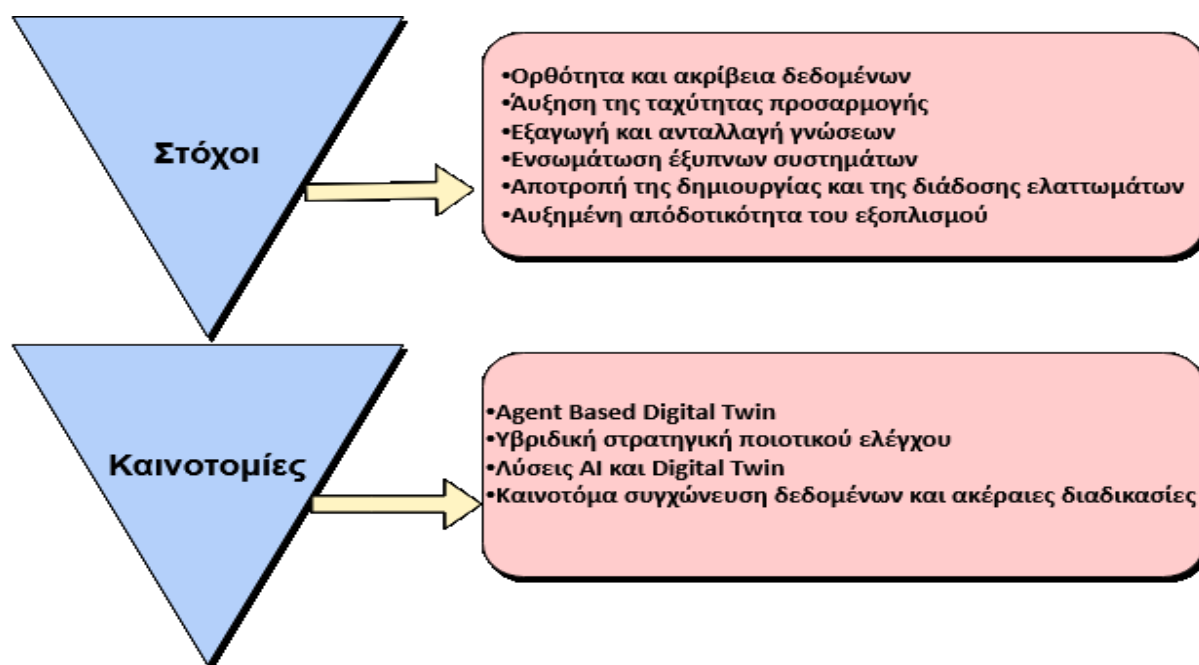 Στόχοι
•Ορθότητα και ακρίβεια δεδομένων
•Άυξηση της ταχύτητας προσαρμογής
•Εξαγωγή και ανταλλαγή γνώσεων
•Ενσωμάτωση έξυπνων συστημάτων
•Αποτροπή της δημιουργίας και της διάδοσης ελαττωμάτων
•Αυξημένη απόδοτικότητα του εξοπλισμού
Καινοτομίες
•Agent Based Digital Twin
•Υβριδική στρατηγική ποιοτικού ελέγχου
•Λύσεις AI και Digital Twin
•Καινοτόμα συγχώνευση δεδομένων και ακέραιες διαδικασίες